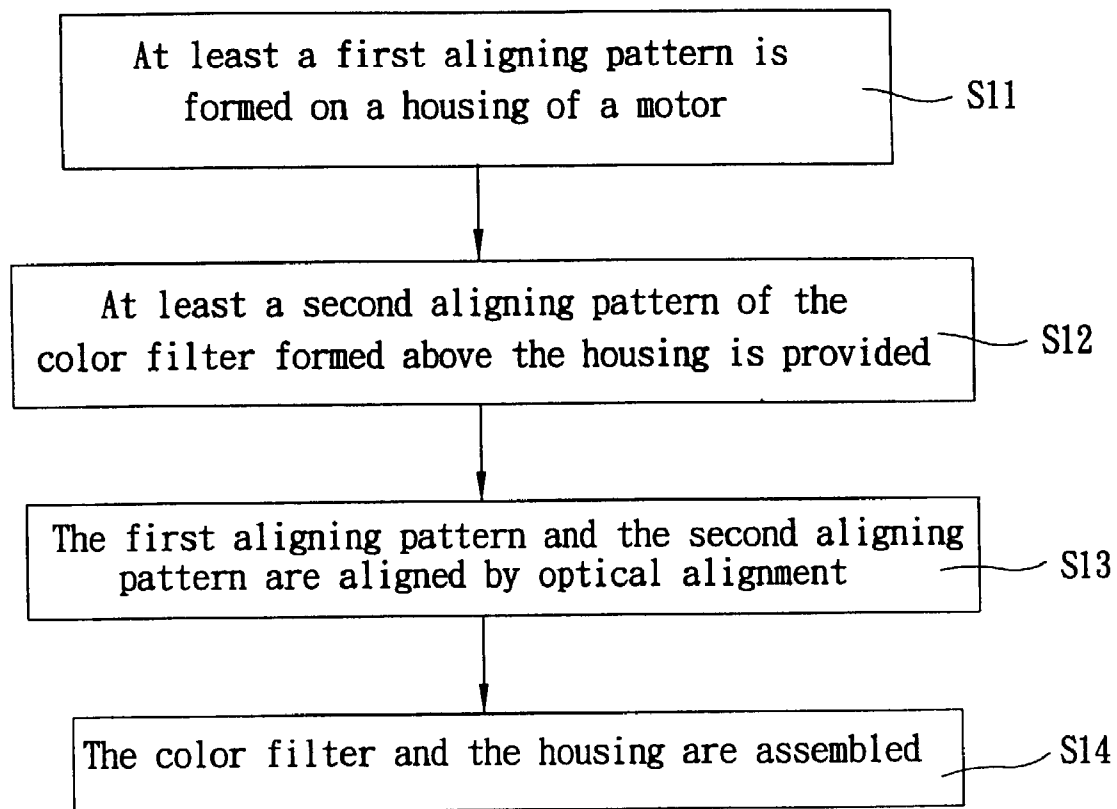 At least a first aligning pattern is
formed on a housing of a motor
S11
At least a second aligning pattern of the
color filter formed above the housing is provided
S12
The first aligning pattern and the second aligning
pattern are aligned by optical alignment
S13
The color filter and the housing are assembled
S14